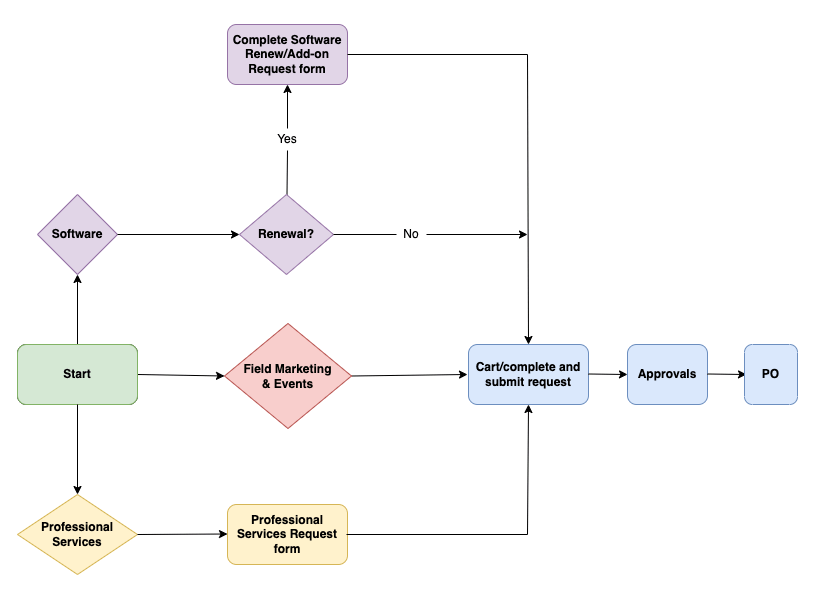 Complete Software
Renew/Add-on
Request form
Yes
Software
Renewal?
No
Start
Field Marketing
& Events
Cart/complete and
submit request
Approvals
PO
Professional
Services
Professional
Services Request
form